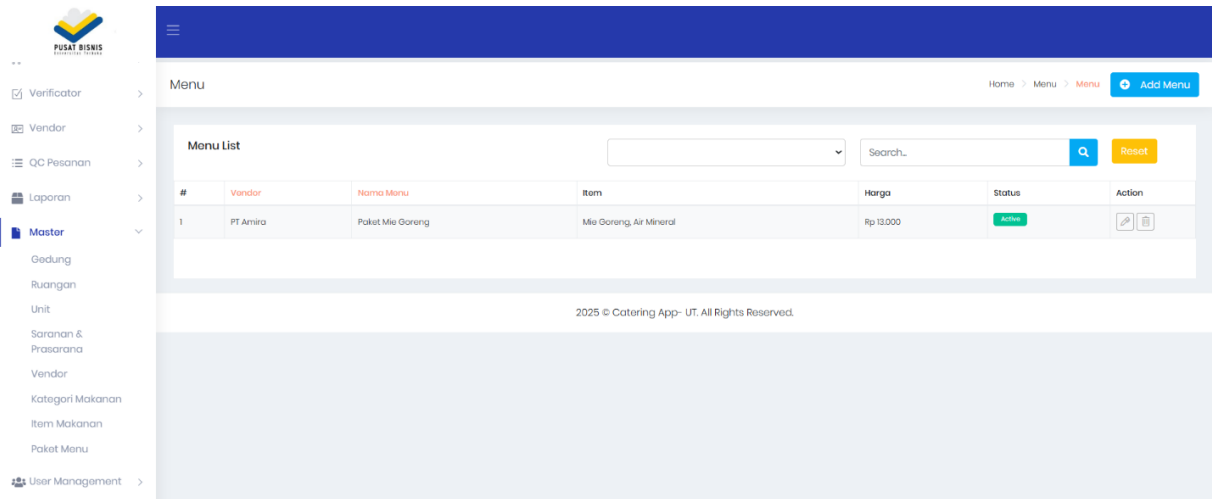 PUSAT BISNIS
Universitas Terbuka
Verificator
Vendor
QC Pesanan
Laporan
Master
Gedung
Ruangan
Unit
Saranan &
Prasarana
Vendor
Kategori Makanan
Item Makanan
Paket Menu
User Management
Menu
Home > Menu > Menu
Add Menu
Menu List
Search...
Reset
# Vendor Nama Menu Item Harga Status Action
1 PT Amira Paket Mie Goreng Mie Goreng, Air Mineral Rp 13.000 Active
2025 © Catering App- UT. All Rights Reserved.